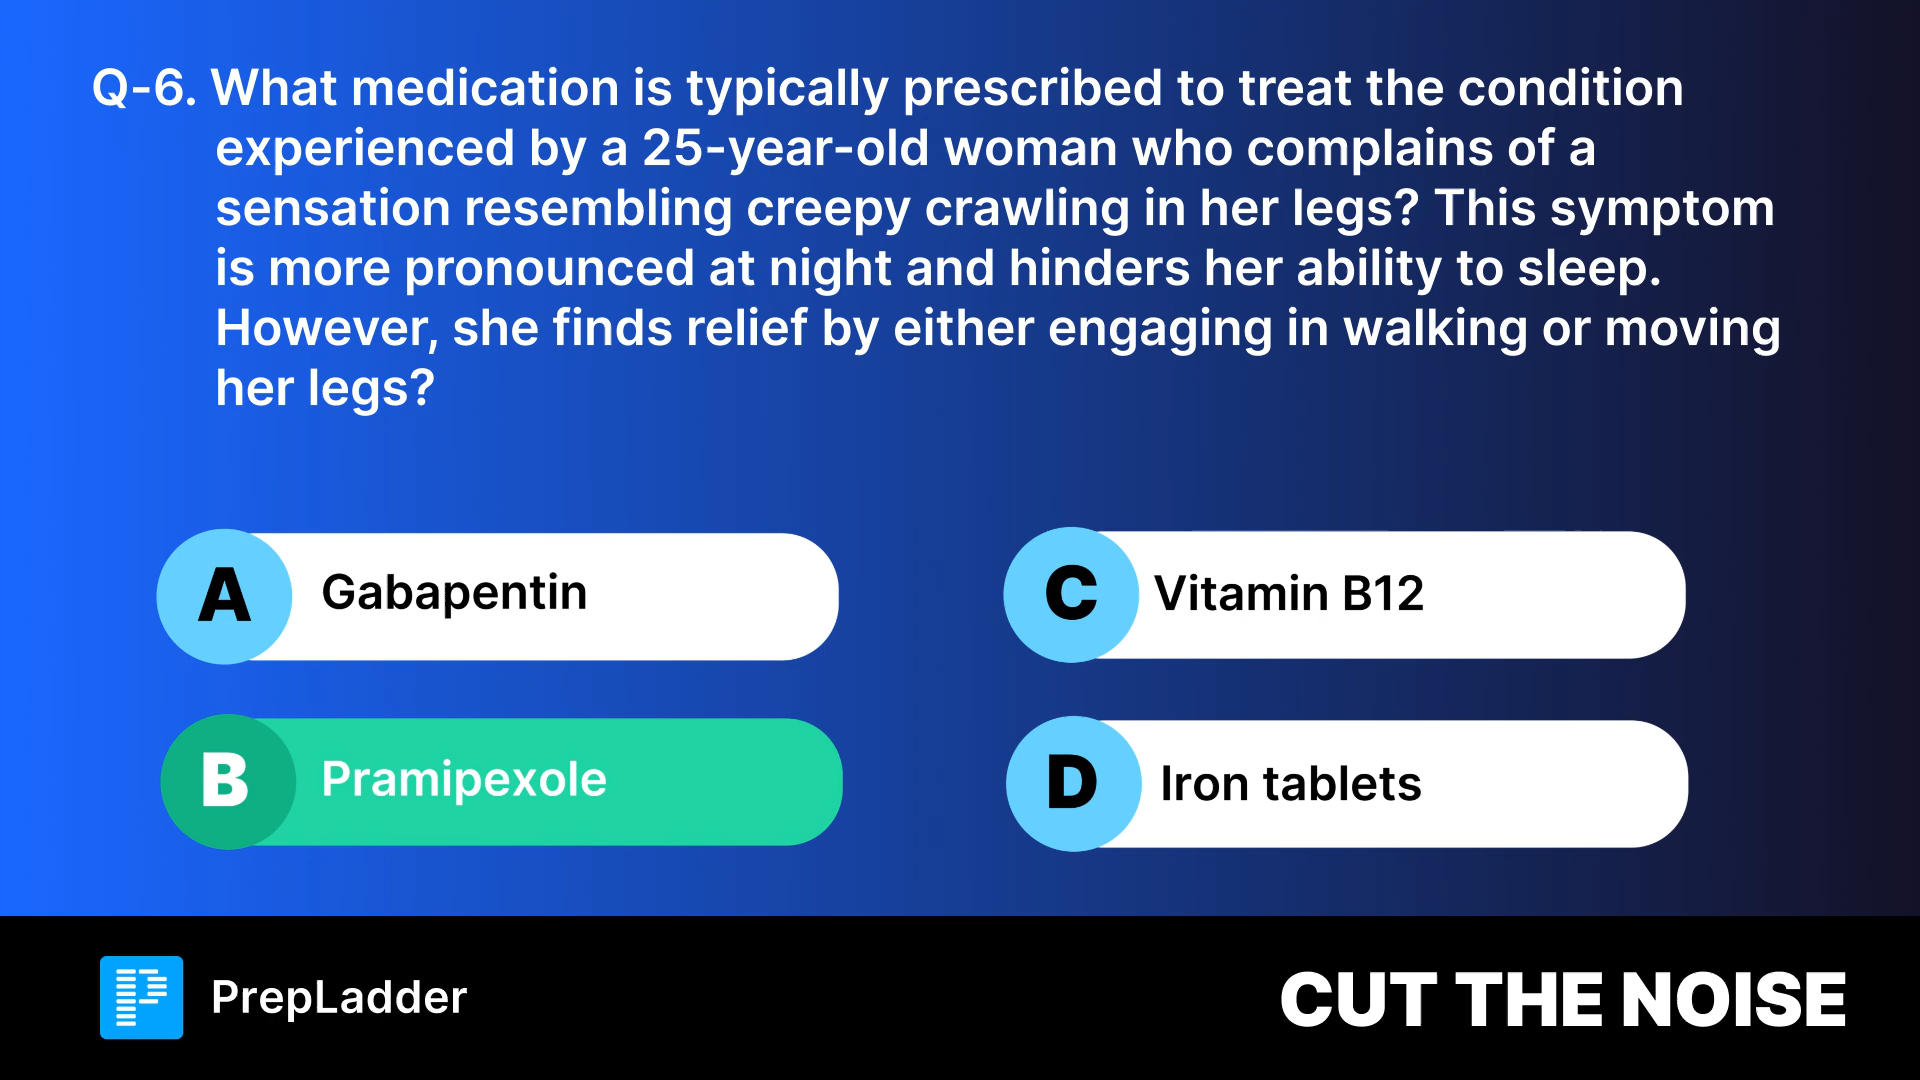 Q-6. What medication is typically prescribed to treat the condition
experienced by a 25-year-old woman who complains of a
sensation resembling creepy crawling in her legs? This symptom
is more pronounced at night and hinders her ability to sleep.
However, she finds relief by either engaging in walking or moving
her legs?
A Gabapentin
B Pramipexole
C Vitamin B12
D Iron tablets
PrepLadder
CUT THE NOISE